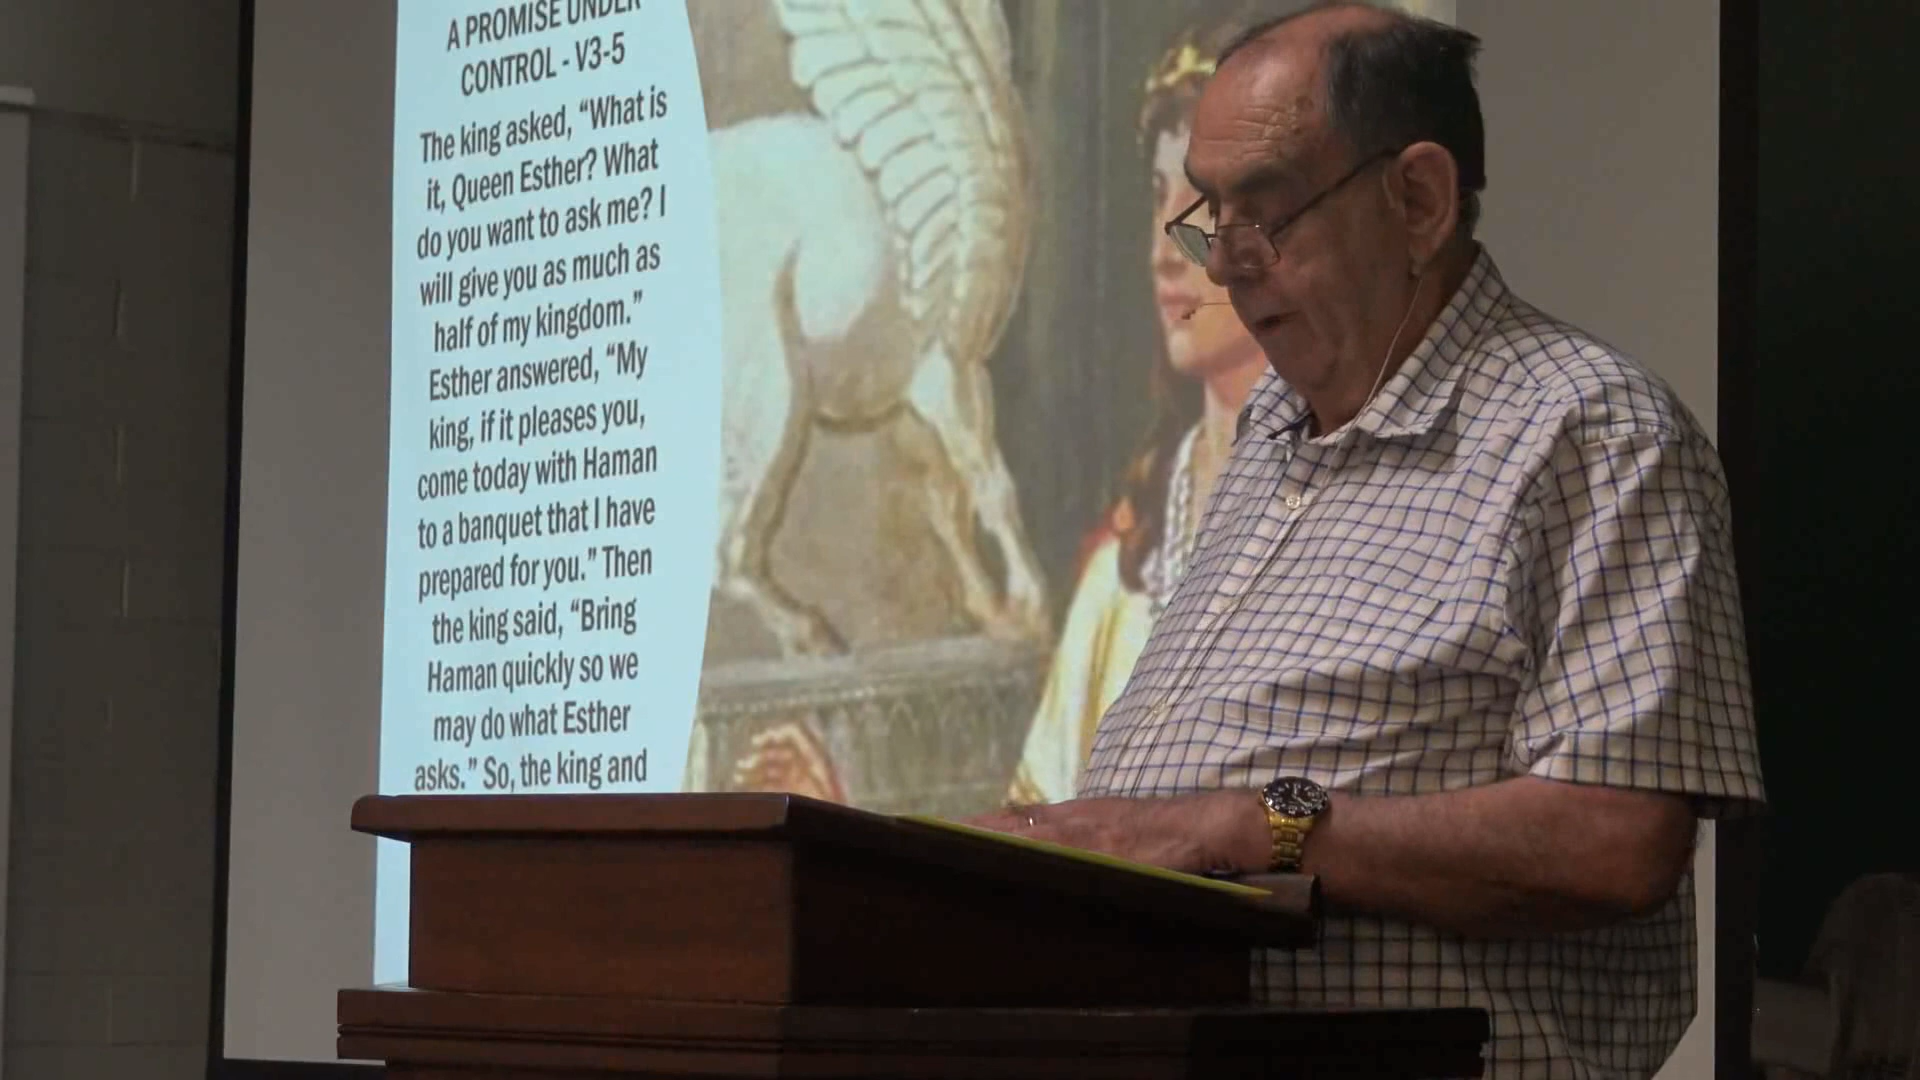 A PROMISE UNDER
CONTROL - V3-5
The king asked, “What is
it, Queen Esther? What
do you want to ask me? I
will give you as much as
half of my kingdom.”
Esther answered, “My
king, if it pleases you,
come today with Haman
to a banquet that I have
prepared for you.” Then
the king said, “Bring
Haman quickly so we
may do what Esther
asks.” So, the king and